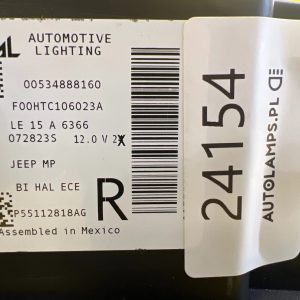 AL AUTOMOTIVE
LIGHTING
00534888160
F00HTC106023A
LE 15 A 6366
072823S 12.0 V 2X
JEEP MP
BI HAL ECE
R
P55112818AG
Assembled in Mexico
24154
AUTOLAMPS.PL DE